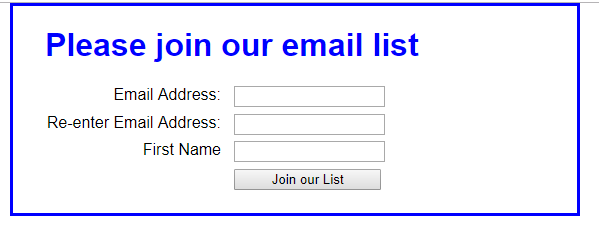 Please join our email list
Email Address:
Re-enter Email Address:
First Name
Join our List